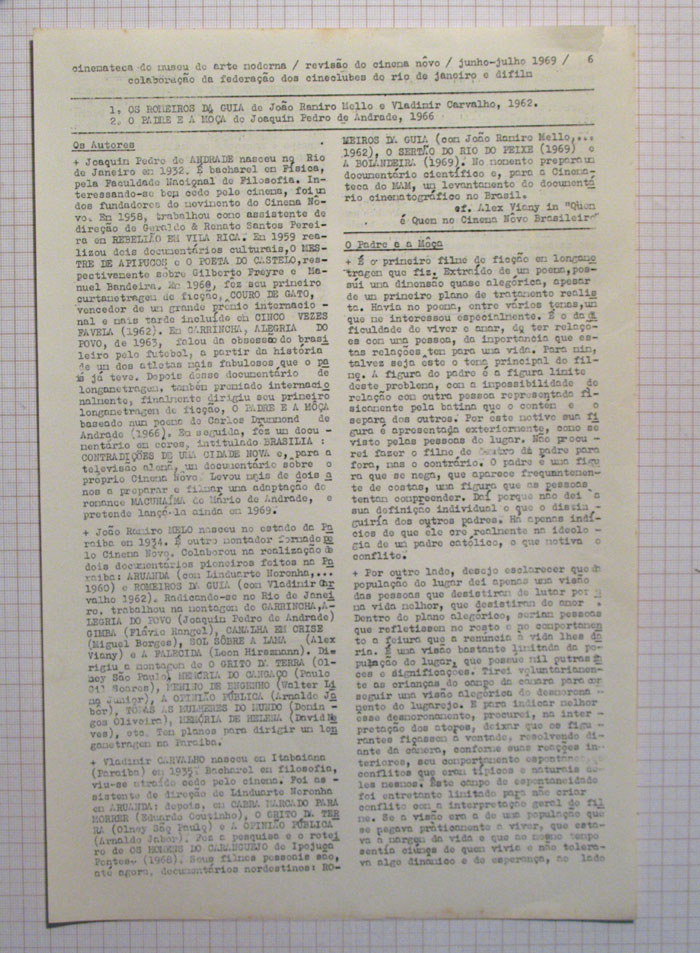 cinemateca do museu de arte moderna / revisão do cinema nôvo / junho-julho 1969 / 6
colaboração da federação dos cineclubes do rio de janeiro e difilm
1, OS ROMEIROS DA GUIA de João Ramiro Mello e Vladimir Carvalho, 1962.
2. O PADRE E A MOÇA de Joaquim Pedro de Andrade, 1966
Os Autores
+ Joaquim Pedro de ANDRADE nasceu no Rio
de Janeiro em 1932. É bacharel em Física,
pela Faculdade Nacional de Filosofia. In-
teressando-se bem cedo pelo cinema, foi um
dos fundadores do movimento do Cinema No-
vo. Em 1958, trabalhou como assistente de
direção de Geraldo & Renato Santos Perei-
ra em REBELIÃO EM VILA RICA. Em 1959 rea-
lizou dois documentários culturais, O MES-
TRE DE APIPUCOS e O POETA DO CASTELO, res-
pectivemente sobre Gilberto Freyre e Ma-
nuel Bandeira. Em 1960, fez seu primeiro
curtametragem de ficção, COURO DE GATO,
vencedor de um grande prêmio internacio -
nal e mais tarde incluido em CINCO VEZES
FAVELA (1962). Em GARRINCHA, ALEGRIA DO
POVO, de 1963, falou da obsessão do brasi
leiro pelo futebol, a partir da história
de um dos atletas mais fabulosos que o pa
ís já teve. Depois desse documentário de
longametragem, também premiado internacio
nalmente, finalmente dirigiu seu primeiro
longametragem de ficção, O PADRE E A MÔÇA
baseado num poema de Carlos Drummond de
Andrade (1966). Em seguida, fez um docu -
mentário em cores, intitulado BRASILIA :
CONTRADIÇÕES DE UMA CIDADE NOVA e, para a
televisão alemã, um documentário sobre o
proprio Cinema Novo. Levou mais de dois a
nos a preparar e filmar uma adaptação do
romance MACUNAÍMA de Mário de Andrade, e
pretende lançá-la ainda em 1969.
+ João Ramiro MELO nasceu no estado da Pa
raiba em 1934. É outro montador formado pe
lo Cinema Novo. Colaborou na realização de
dois documentários pioneiros feitos na Pa
raiba: ARUANDA (com Linduarte Noronha,...
1960) e ROMEIROS DA GUIA (com Vladimir Car
valho 1962). Radicando-se no Rio de Janei
ro, trabalhou na montagem de GARRINCHA, A-
LEGRIA DO POVO (Joaquim Pedro de Andrade)
GIMBA (Flávio Rangel), CANALHA EM CRISE
(Miguel Borges), SOL SÔBRE A LAMA (Alex
Viany) e A FALECIDA (Leon Hirszmann). Di-
rigiu a montagem de O GRITO DA TERRA (Ol-
ney São Paulo), MEMÓRIA DO CANGAÇO (Paulo
Gil Soares), MENINO DE ENGENHO (Walter Li
ma Junior), A OPINIÃO PÚBLICA (Arnaldo Ja
bor), TODAS AS MULHERES DO MUNDO (Domin -
gos Oliveira), MEMÓRIA DE HELENA (David Ne
ves), etc. Tem planos para dirigir um lon
gametragem na Paraiba.
+ Vladimir CARVALHO nasceu em Itabaiana
(Paraiba) em 1935. Bacharel em filosofia,
viu-se atraido cedo pelo cinema. Foi as -
sistente de direção de Linduarte Noronha
em ARUANDA: depois, em CABRA MARCADO PARA
MORRER (Eduardo Coutinho), O GRITO DA TER
RA (Olney São Paulo) e A OPINIÃO PÚBLICA
(Arnaldo Jabor). Fez a pesquisa e o rotei
ro de OS HOMENS DO CARANGUEJO de Ipojuca
Pontes (1968). Seus filmes pessoais são,
até agora, documentários nordestinos: RO-
MEIROS DA GUIA (com João Ramiro Mello,...
1962), O SERTÃO DO RIO DO PEIXE (1969) e
A BOLANDEIRA (1969). No momento prepara um
documentário científico e, para a Cinema-
teca do MAM, um levantamento do documentá
rio cinematográfico no Brasil.
cf. Alex Viany in "Quem
é Quem no Cinema Novo Brasileiro"
O Padre e a Môça
+ É o primeiro filme de ficção em longame
tragem que fiz. Extraído de um poema, pos-
sui uma dimensão quase alegórica, apesar
de um primeiro plano de tratamento realis
ta. Havia no poema, entre vários temas, um
que me interessou especialmente. É o da di
ficuldade de viver e amar, de ter relaçõ-
es com uma pessoa, da importancia que es-
tas relações tem para uma vida. Para mim,
talvez seja este o tema principal do fil-
me. A figura do padre é a figura limite
deste problema, com a impossibilidade de
relação com outra pessoa representada fi-
sicamente pela batina que o contem e o
separa dos outros. Por este motivo sua fi
gura é apresentada exteriormente, como se
visto pelas pessoas do lugar. Não procu -
rei fazer o filme de dentro do padre para
fora, mas o contrário. O padre é uma figu
ra que se nega, que aparece frequantemen-
te de costas, uma figura que as pessoas
tentam compreender. Daí porque não dei a
sua definição individual e que o distin -
guiria dos outros padres. Há apenas indí-
cios de que ele cre realmente na ideolo -
gia de um padre católico, o que motiva o
conflito.
+ Por outro lado, desejo esclarecer que da
população do lugar dei apenas uma visão
das pessoas que desistiram de lutar por u
ma vida melhor, que desistiram do amor .
Dentro do plano alegórico, seriam pessoas
que refletissem no rosto e no comportamen
to a feiura que a renúncia à vida lhes da
ria. É uma visão bastante limitada da po-
pulação do lugar, que possue mil outras fa
ces e significações. Tirei voluntariamen-
te as crianças do campo da câmara para con
seguir uma visão alegórica do desmorona -
mento do lugarejo. E para indicar melhor
esse desmoronamento, procurei, na inter -
pretação dos atores, deixar que os figu -
rantes ficassem a vontade, resolvendo di-
ante da câmera, conforme suas reações in-
teriores, seu comportamento espontaneo, os
conflitos que eram típicos e naturais de-
les mesmos. Este campo de espontaneidade
foi entretanto limitado para não criar
conflito com a interpretação geral do fil
me. Se a visão era a de uma população que
se negava práticamente a viver, que esta-
va a margem da vida e que ao mesmo tempo
sentia ciumes de quem vivia e não tolera-
va algo dinamico e de esperança, ao lado